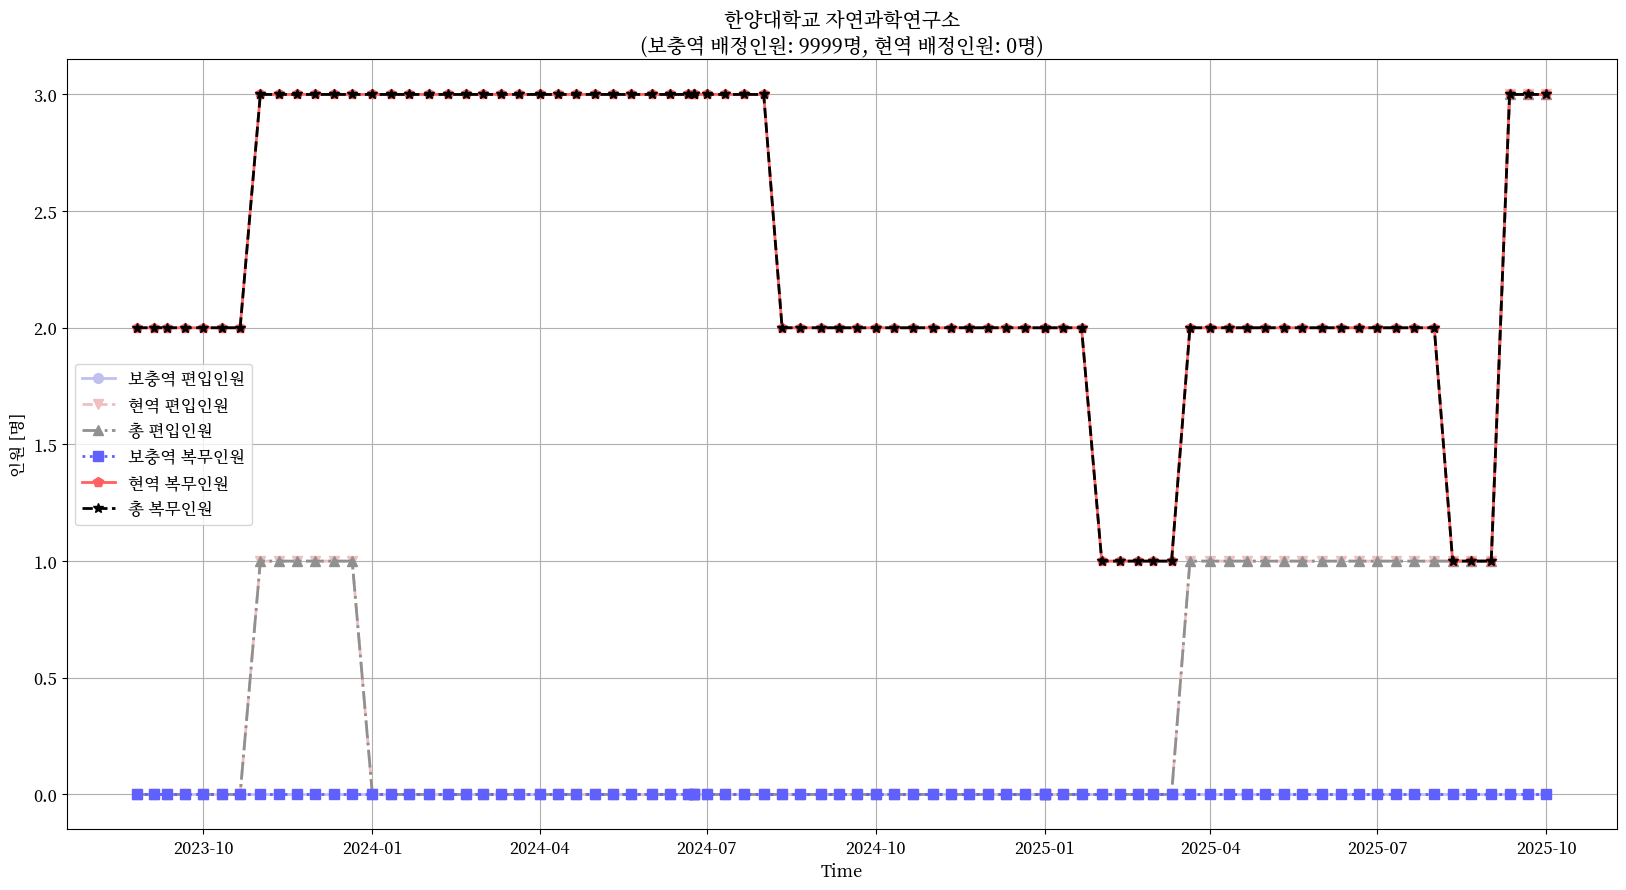 한양대학교 자연과학연구소
(보충역 배정인원: 9999명, 현역 배정인원: 0명)
인원 [명]
3.0
2.5
2.0
1.5
1.0
0.5
0.0
보충역 편입인원
현역 편입인원
총 편입인원
보충역 복무인원
현역 복무인원
총 복무인원
2023-10 2024-01 2024-04 2024-07 2024-10 2025-01 2025-04 2025-07 2025-10
Time